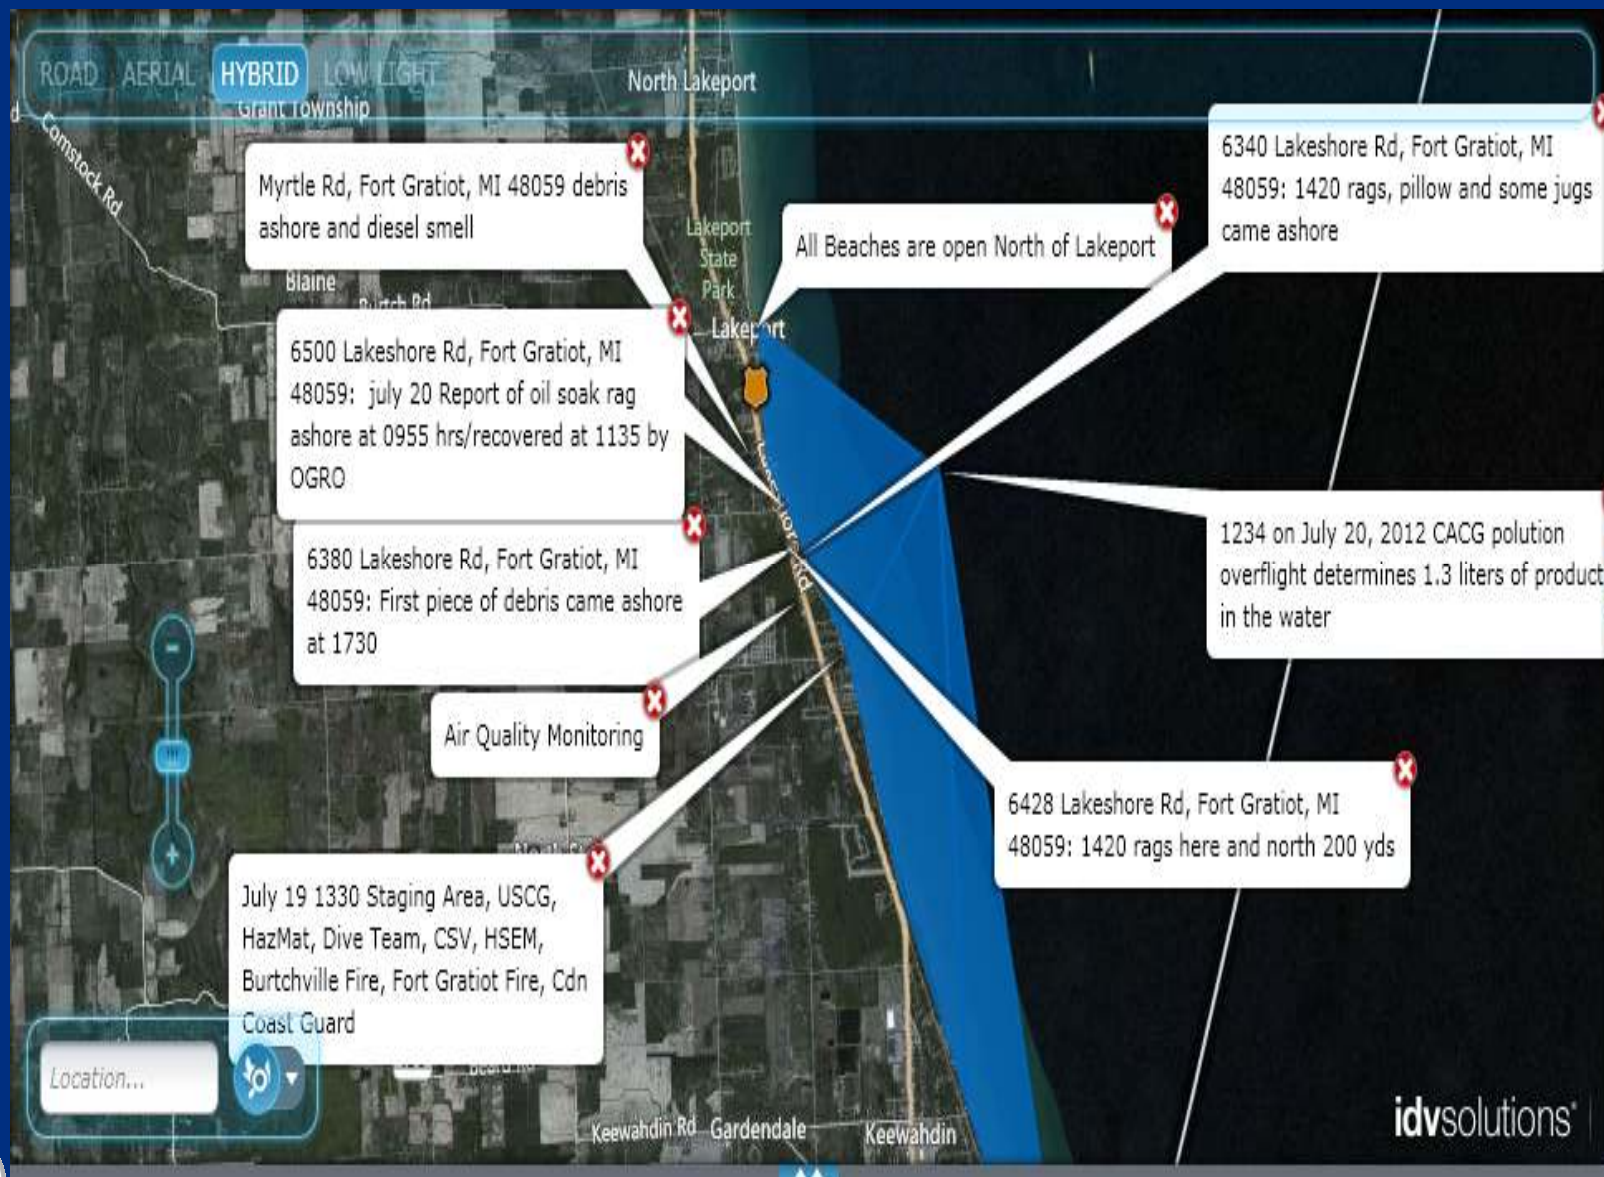 ROAD AERIAL HYBRID LOW LIGHT
Grant Township
North Lakeport
Comstock Rd
6340 Lakeshore Rd, Fort Gratiot, MI
48059: 1420 rags, pillow and some jugs
came ashore
Myrtle Rd, Fort Gratiot, MI 48059 debris
ashore and diesel smell
Lakeport
State
Park
All Beaches are open North of Lakeport
Blaine
Burtch Rd
Lakeport
6500 Lakeshore Rd, Fort Gratiot, MI
48059:  july 20 Report of oil soak rag
ashore at 0955 hrs/recovered at 1135 by
OGRO
Lakeshore Rd
1234 on July 20, 2012 CACG polution
overflight determines 1.3 liters of product
in the water
6380 Lakeshore Rd, Fort Gratiot, MI
48059: First piece of debris came ashore
at 1730
Air Quality Monitoring
6428 Lakeshore Rd, Fort Gratiot, MI
48059: 1420 rags here and north 200 yds
July 19 1330 Staging Area, USCG,
HazMat, Dive Team, CSV, HSEM,
Burtchville Fire, Fort Gratiot Fire, Cdn
Coast Guard
Location...
Beard Rd
Keewahdin Rd
Gardendale
Keewahdin
idvsolutions